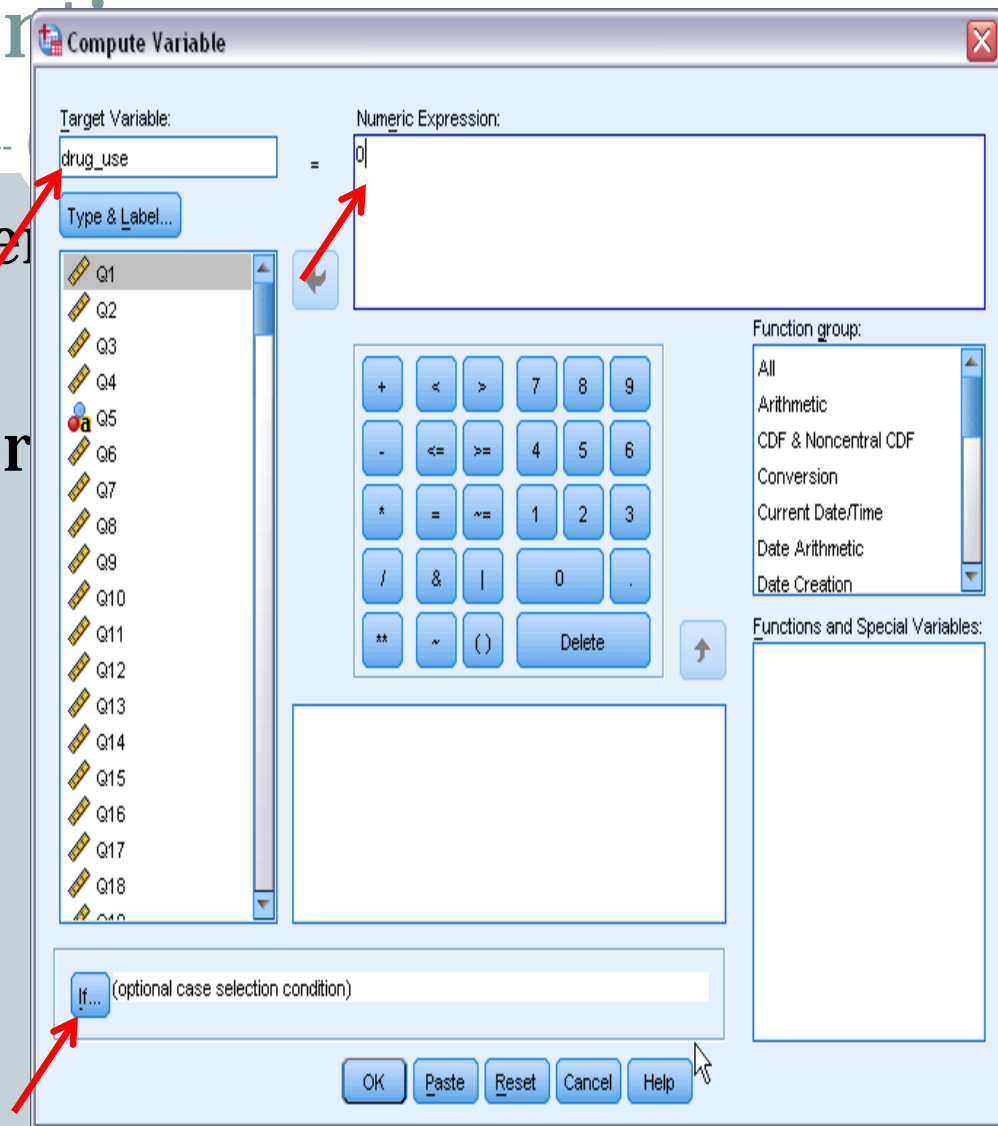 Compute Variable
Target Variable:
Numeric Expression:
drug_use
=
0
Type & Label...
Q1
Q2
Q3
Q4
Q5
Q6
Q7
Q8
Q9
Q10
Q11
Q12
Q13
Q14
Q15
Q16
Q17
Q18
+ < > 7 8 9
- <= >= 4 5 6
* = ~= 1 2 3
/ & | 0 .
** ~ ( ) Delete
Function group:
All
Arithmetic
CDF & Noncentral CDF
Conversion
Current Date/Time
Date Arithmetic
Date Creation
Functions and Special Variables:
If... (optional case selection condition)
OK Paste Reset Cancel Help